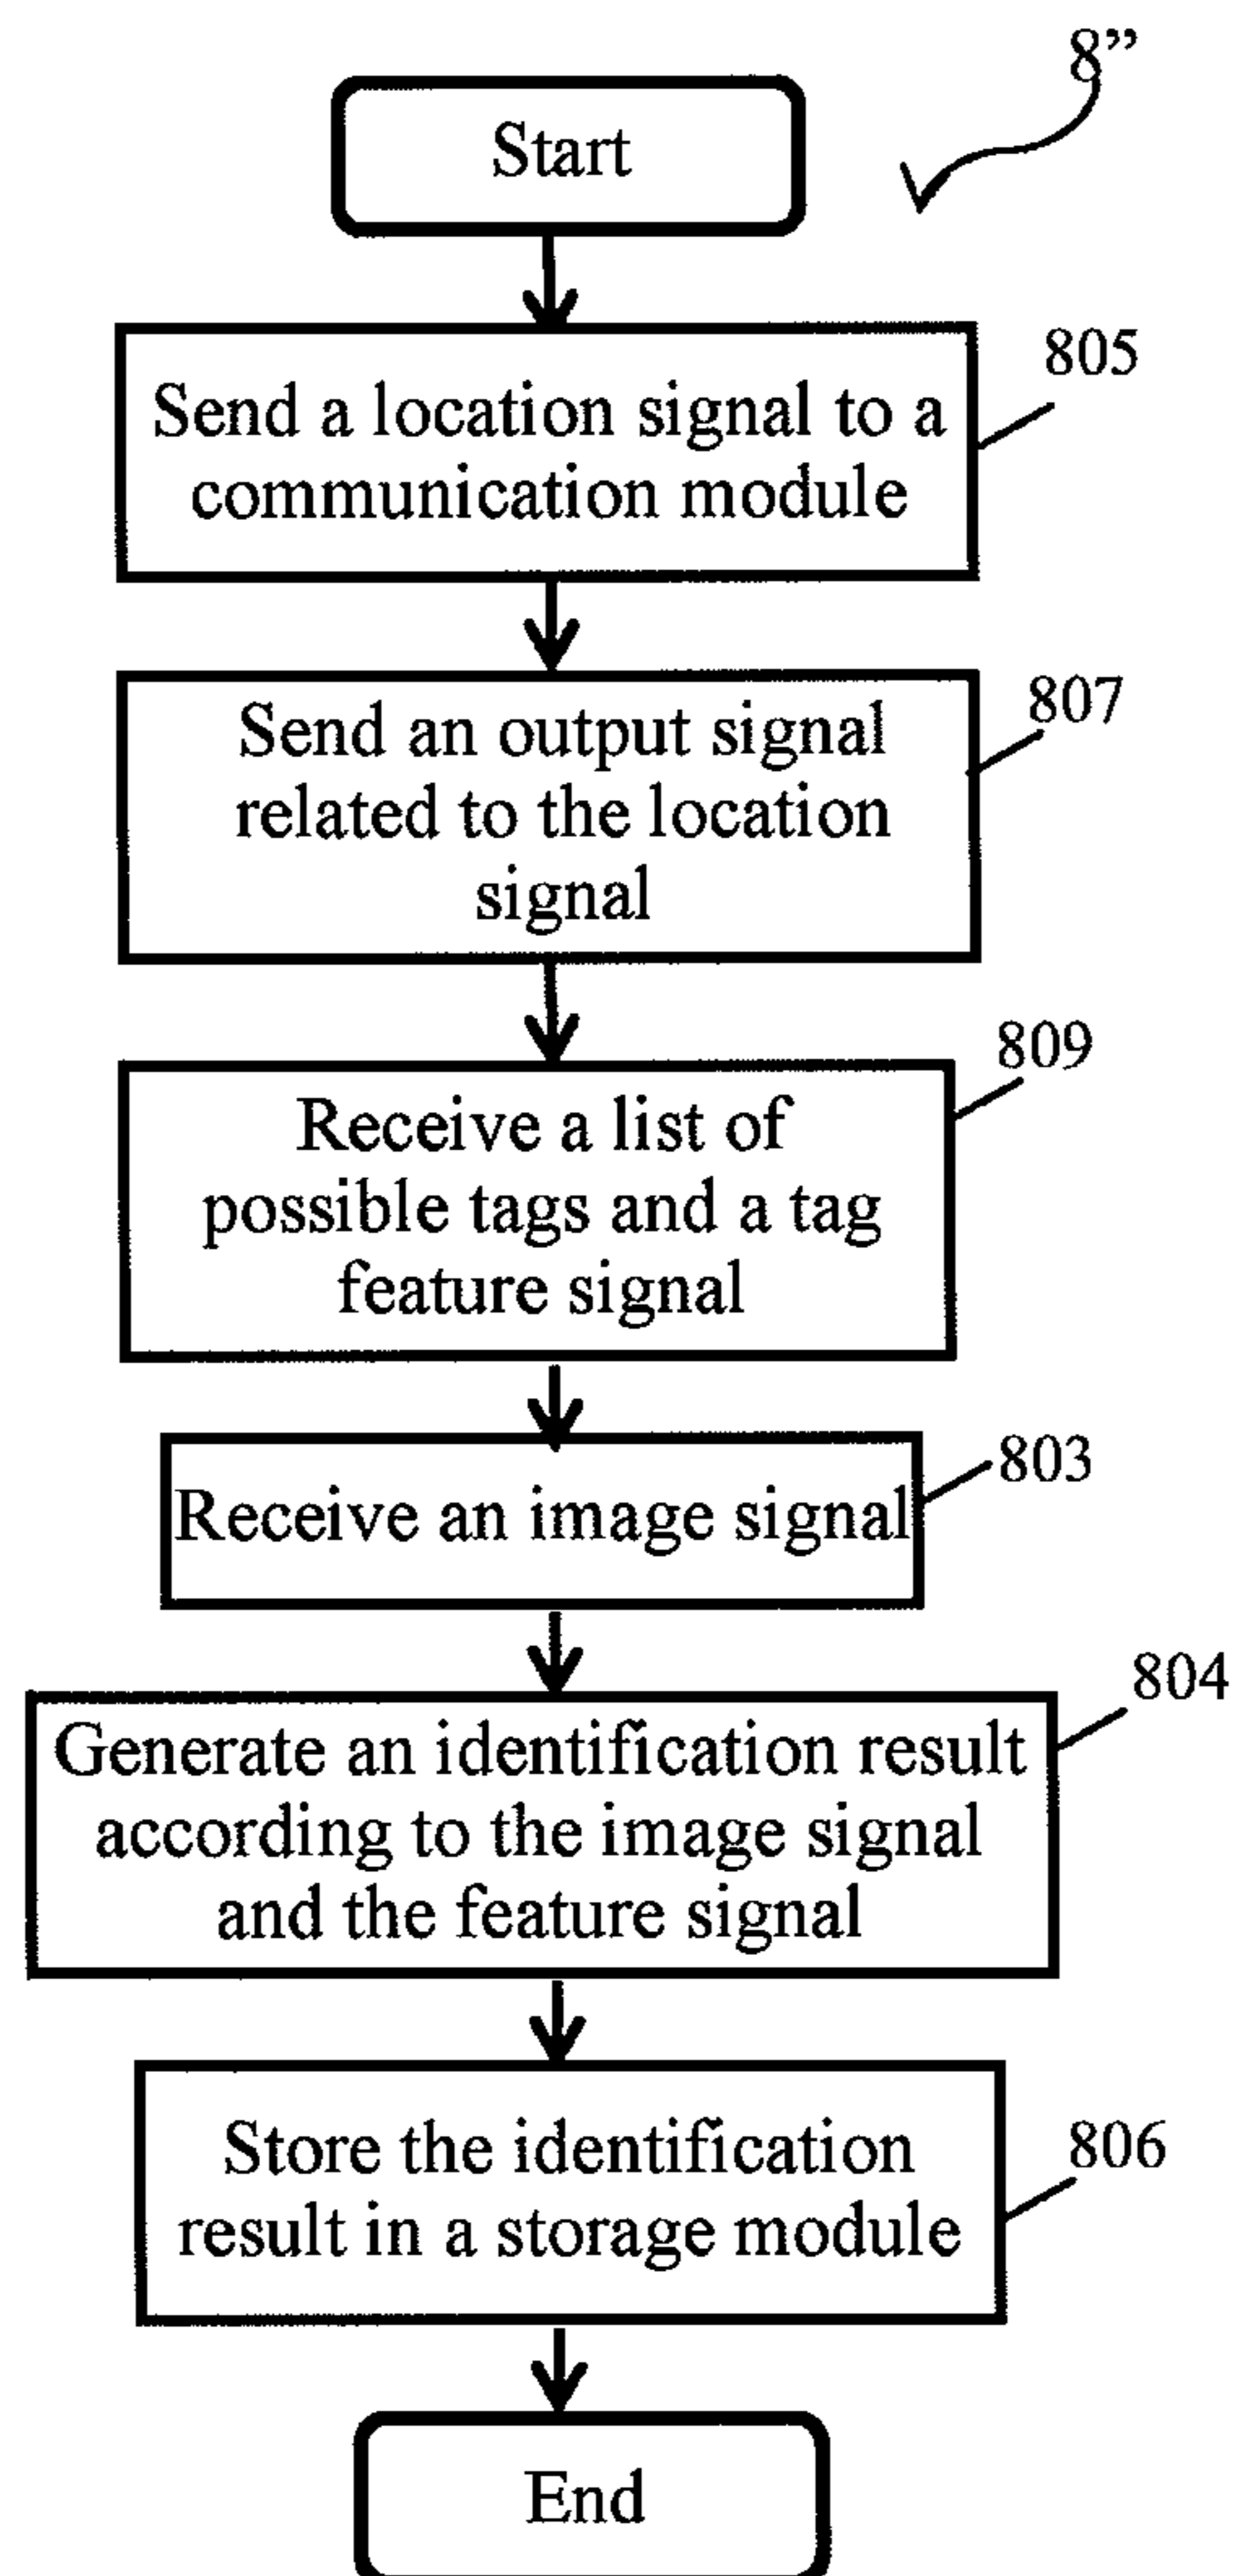 8”
Start
805
Send a location signal to a
communication module
807
Send an output signal
related to the location
signal
809
Receive a list of
possible tags and a tag
feature signal
803
Receive an image signal
804
Generate an identification result
according to the image signal
and the feature signal
806
Store the identification
result in a storage module
End